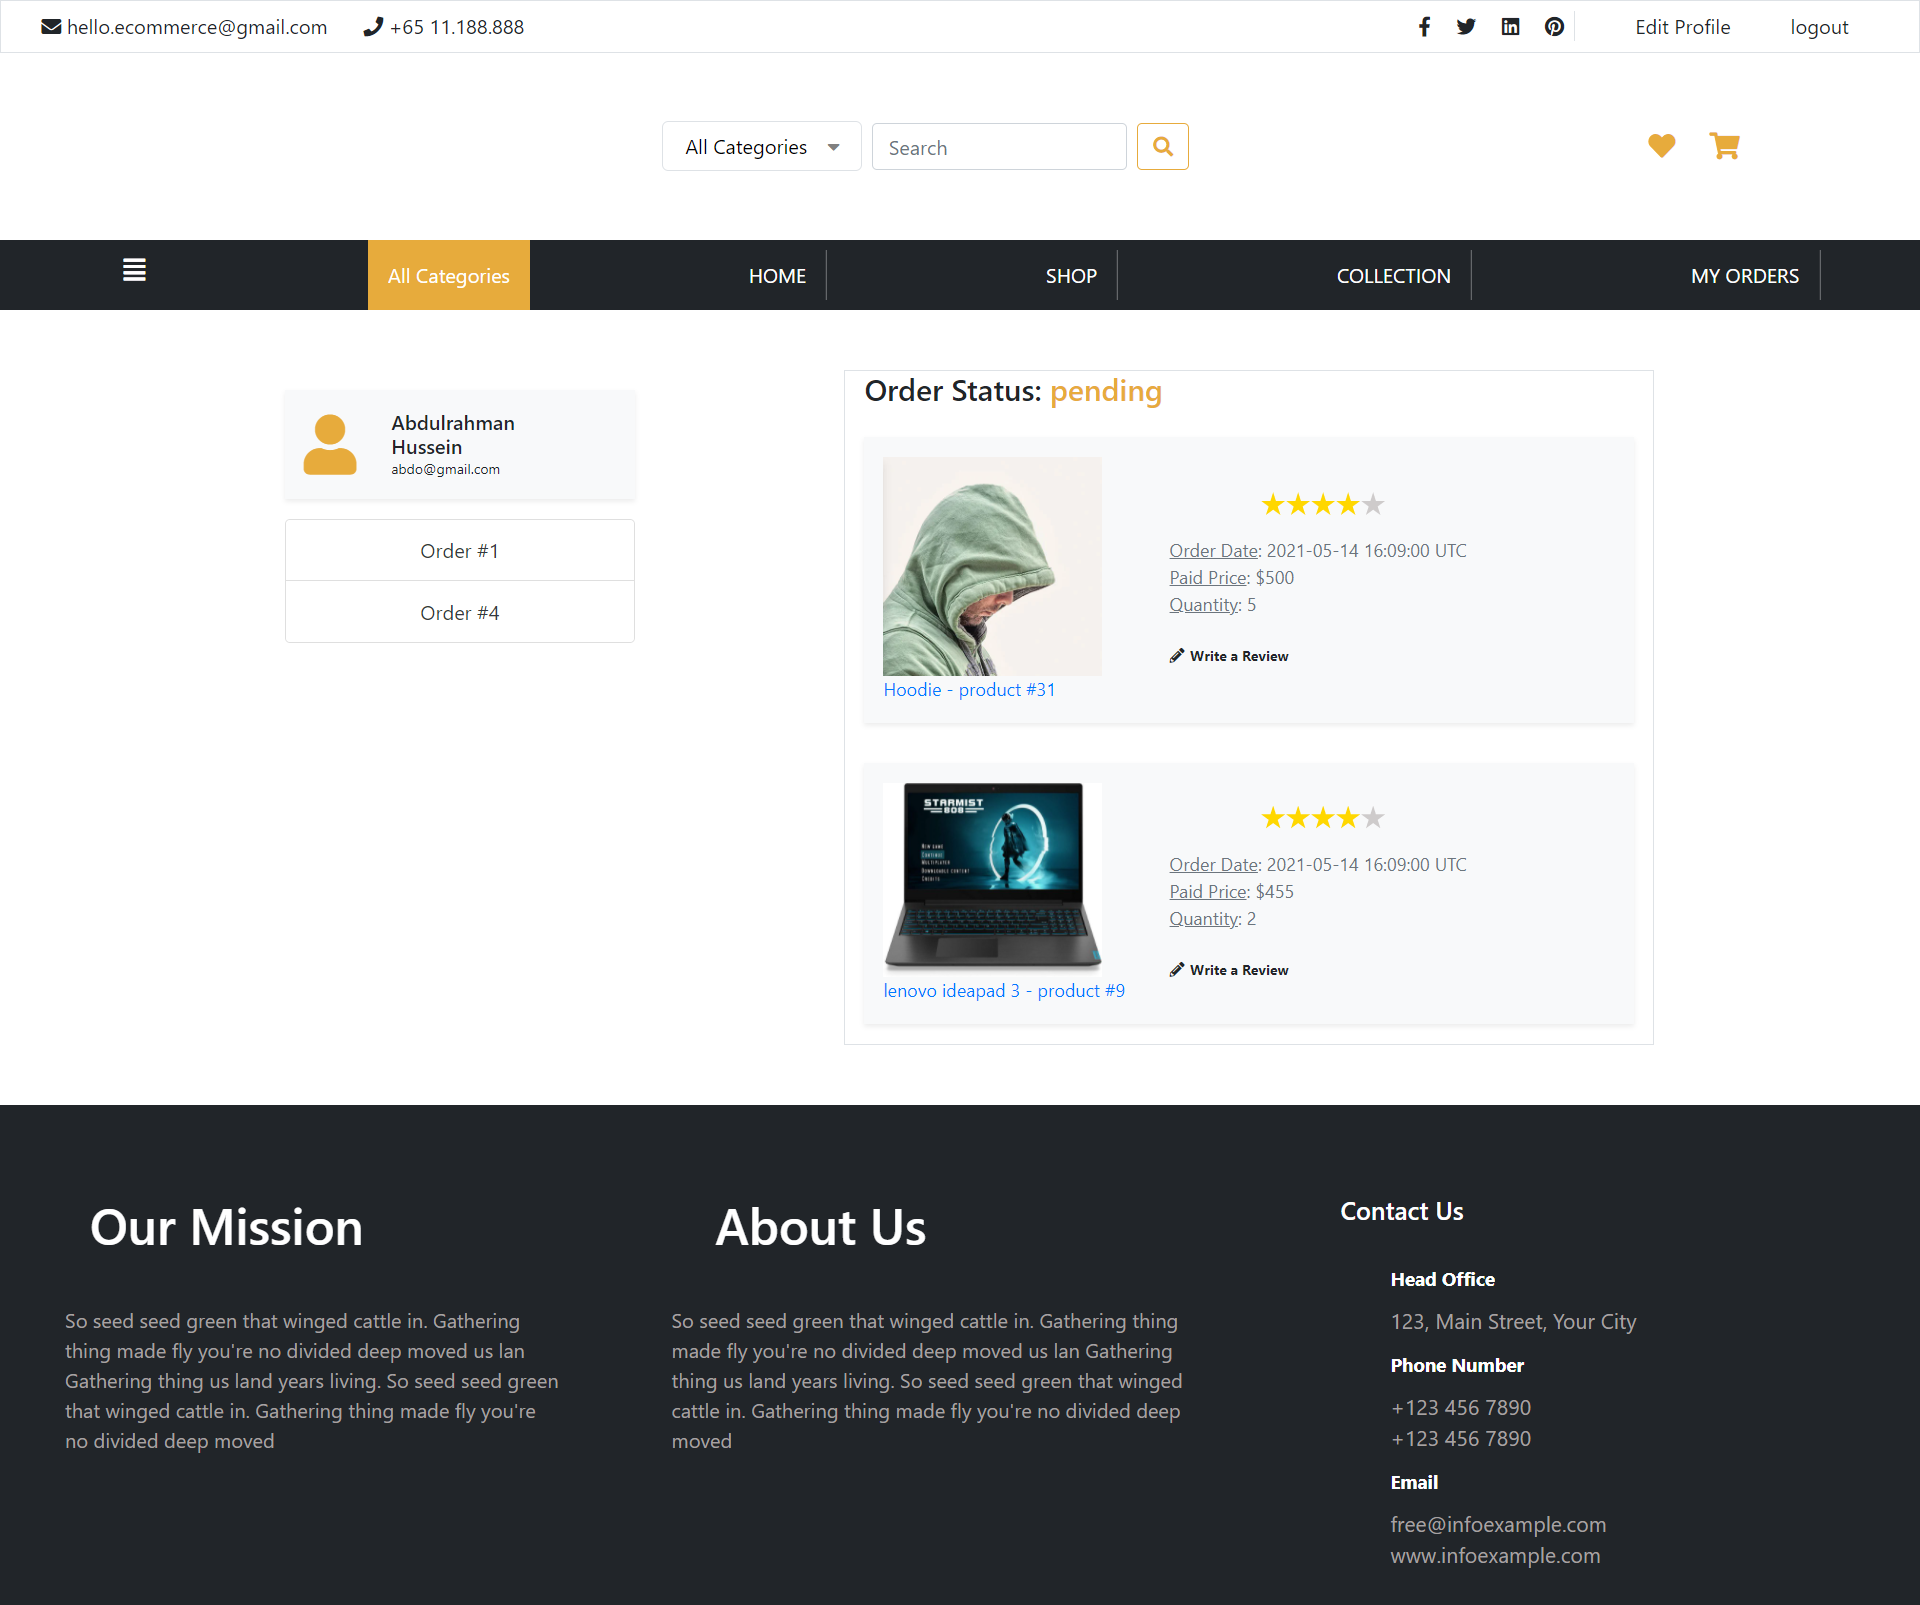 hello.ecommerce@gmail.com +65 11.188.888 Edit Profile logout
All Categories Search
All Categories HOME SHOP COLLECTION MY ORDERS
Abdulrahman
Hussein
abdo@gmail.com
Order #1
Order #4
Order Status: pending
Order Date: 2021-05-14 16:09:00 UTC
Paid Price: $500
Quantity: 5
Write a Review
Hoodie - product #31
STARMIST
808
New game
Continue
Multiplayer
Downloadable content
Credits
Order Date: 2021-05-14 16:09:00 UTC
Paid Price: $455
Quantity: 2
Write a Review
lenovo ideapad 3 - product #9
Our Mission
So seed seed green that winged cattle in. Gathering
thing made fly you're no divided deep moved us lan
Gathering thing us land years living. So seed seed green
that winged cattle in. Gathering thing made fly you're
no divided deep moved
About Us
So seed seed green that winged cattle in. Gathering thing
made fly you're no divided deep moved us lan Gathering
thing us land years living. So seed seed green that winged
cattle in. Gathering thing made fly you're no divided deep
moved
Contact Us
Head Office
123, Main Street, Your City
Phone Number
+123 456 7890
+123 456 7890
Email
free@infoexample.com
www.infoexample.com